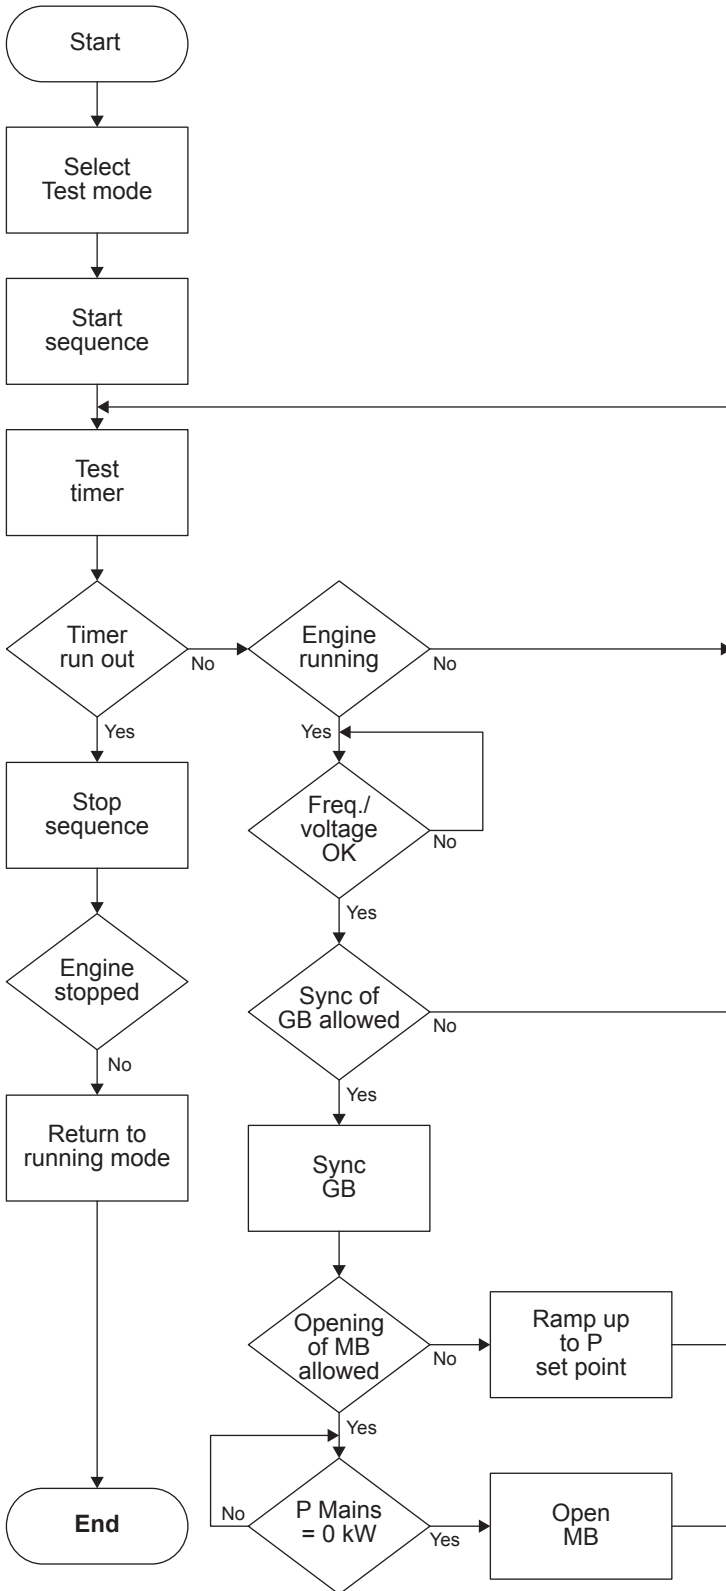 Start
Select
Test mode
Start
sequence
Test
timer
Timer
run out
No
Engine
running
No
Yes
Yes
Stop
sequence
Freq./
voltage
OK
No
Yes
Engine
stopped
Sync of
GB allowed
No
No
Yes
Return to
running mode
Sync
GB
Opening
of MB
allowed
No
Ramp up
to P
set point
Yes
End
No
P Mains
= 0 kW
Yes
Open
MB